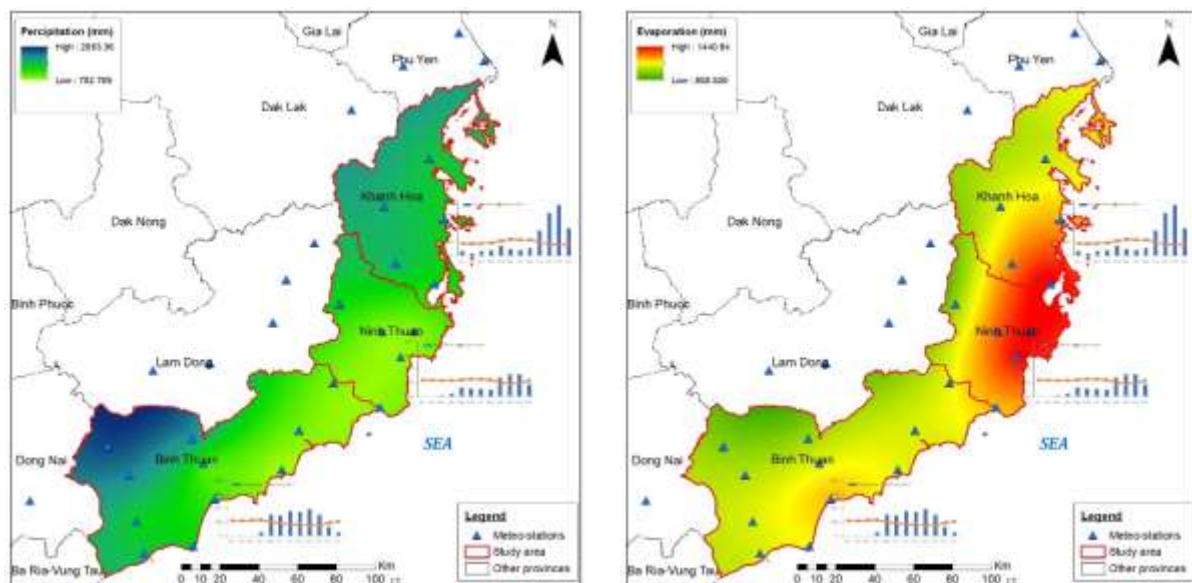 Percipitation (mm)
N
Gia Lai
Phu Yen
Dak Lak
Khanh Hoa
Dak Nong
Binh Phuoc
Ninh Thuan
Lam Dong
SEA
Dong Nai
Binh Thuan
Legend
Meteo-stations
Study area
Other provinces
Ba Ria-Vung Tau
Km
0 10 20 40 60 80 100
Evaporation (mm)
N
Gia Lai
Phu Yen
Dak Lak
Khanh Hoa
Dak Nong
Binh Phuoc
Ninh Thuan
Lam Dong
SEA
Dong Nai
Binh Thuan
Legend
Meteo-stations
Study area
Other provinces
Ba Ria-Vung Tau
Km
0 10 20 40 60 80 100